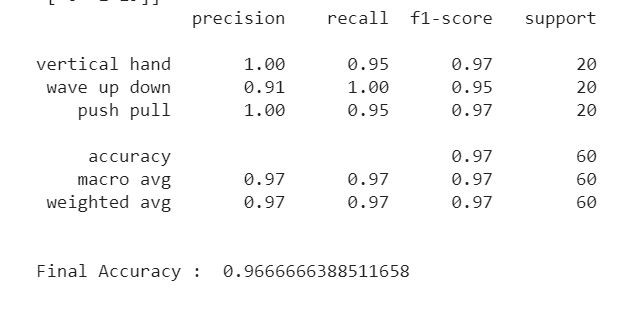 precision recall f1-score support
vertical hand 1.00 0.95 0.97 20
wave up down 0.91 1.00 0.95 20
push pull 1.00 0.95 0.97 20
accuracy 0.97 60
macro avg 0.97 0.97 0.97 60
weighted avg 0.97 0.97 0.97 60
Final Accuracy : 0.9666666388511658